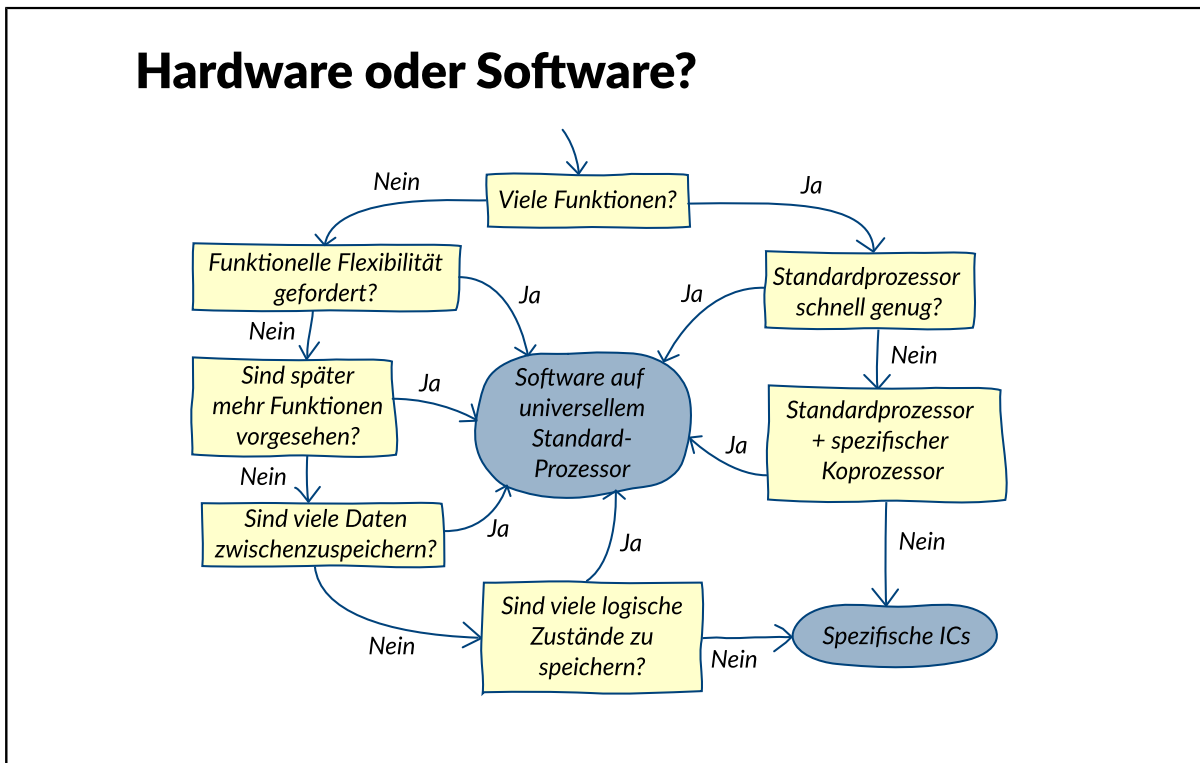 Hardware oder Software?
Nein
Ja
Viele Funktionen?
Funktionelle Flexibilität
gefordert?
Ja
Ja
Standardprozessor
schnell genug?
Nein
Nein
Sind später
mehr Funktionen
vorgesehen?
Ja
Software auf
universellem
Standard-
Prozessor
Standardprozessor
+ spezifischer
Koprozessor
Ja
Nein
Sind viele Daten
zwischenzuspeichern?
Ja
Ja
Nein
Nein
Sind viele logische
Zustände zu
speichern?
Nein
Spezifische ICs